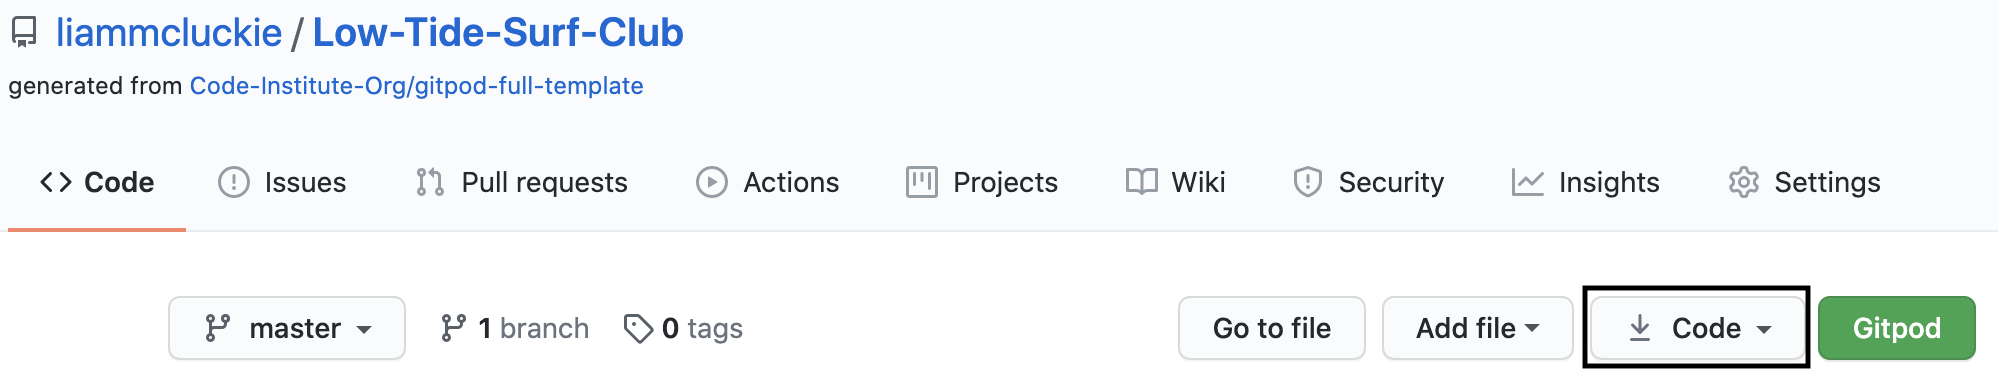 liammcluckie / Low-Tide-Surf-Club
generated from Code-Institute-Org/gitpod-full-template
Code Issues Pull requests Actions Projects Wiki Security Insights Settings
master 1 branch 0 tags Go to file Add file Code Gitpod